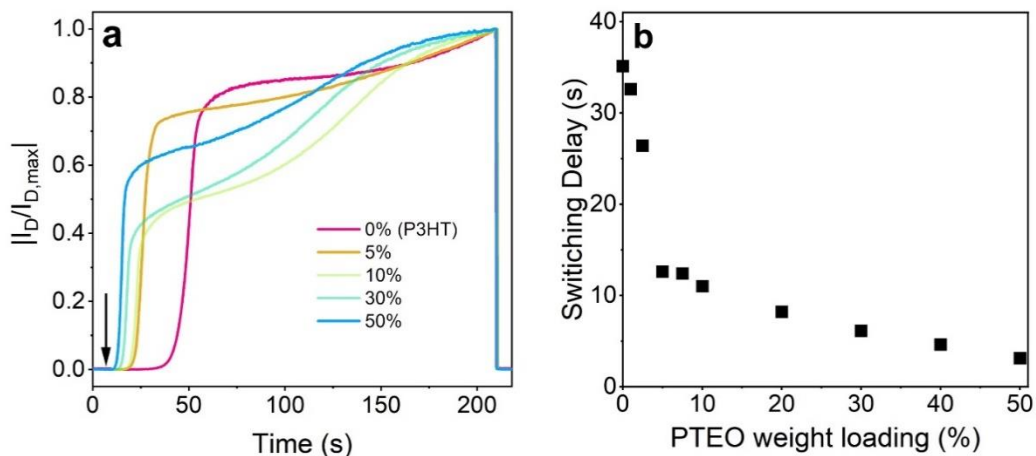 a
|I_D/I_D,max|
1.0
0.8
0.6
0.4
0.2
0.0
0% (P3HT)
5%
10%
30%
50%
0 50 100 150 200
Time (s)
b
Switiching Delay (s)
40
30
20
10
0
0 10 20 30 40 50
PTEO weight loading (%)